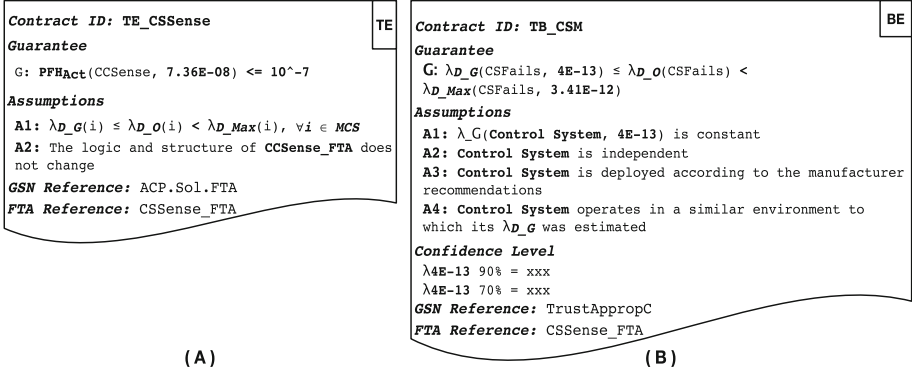 Contract ID: TE_CSSense
TE
Guarantee
G: PFHAct(CCSense, 7.36E-08) <= 10^-7
Assumptions
A1: λD_G(i) ≤ λD_O(i) < λD_Max(i), ∀i ∈ MCS
A2: The logic and structure of CCSense_FTA does
not change
GSN Reference: ACP.Sol.FTA
FTA Reference: CSSense_FTA
(A)
Contract ID: TB_CSM
BE
Guarantee
G: λD_G(CSFails, 4E-13) ≤ λD_O(CSFails) <
λD_Max(CSFails, 3.41E-12)
Assumptions
A1: λ_G(Control System, 4E-13) is constant
A2: Control System is independent
A3: Control System is deployed according to the manufacturer
recommendations
A4: Control System operates in a similar environment to
which its λD_G was estimated
Confidence Level
λ4E-13 90% = xxx
λ4E-13 70% = xxx
GSN Reference: TrustAppropC
FTA Reference: CSSense_FTA
(B)